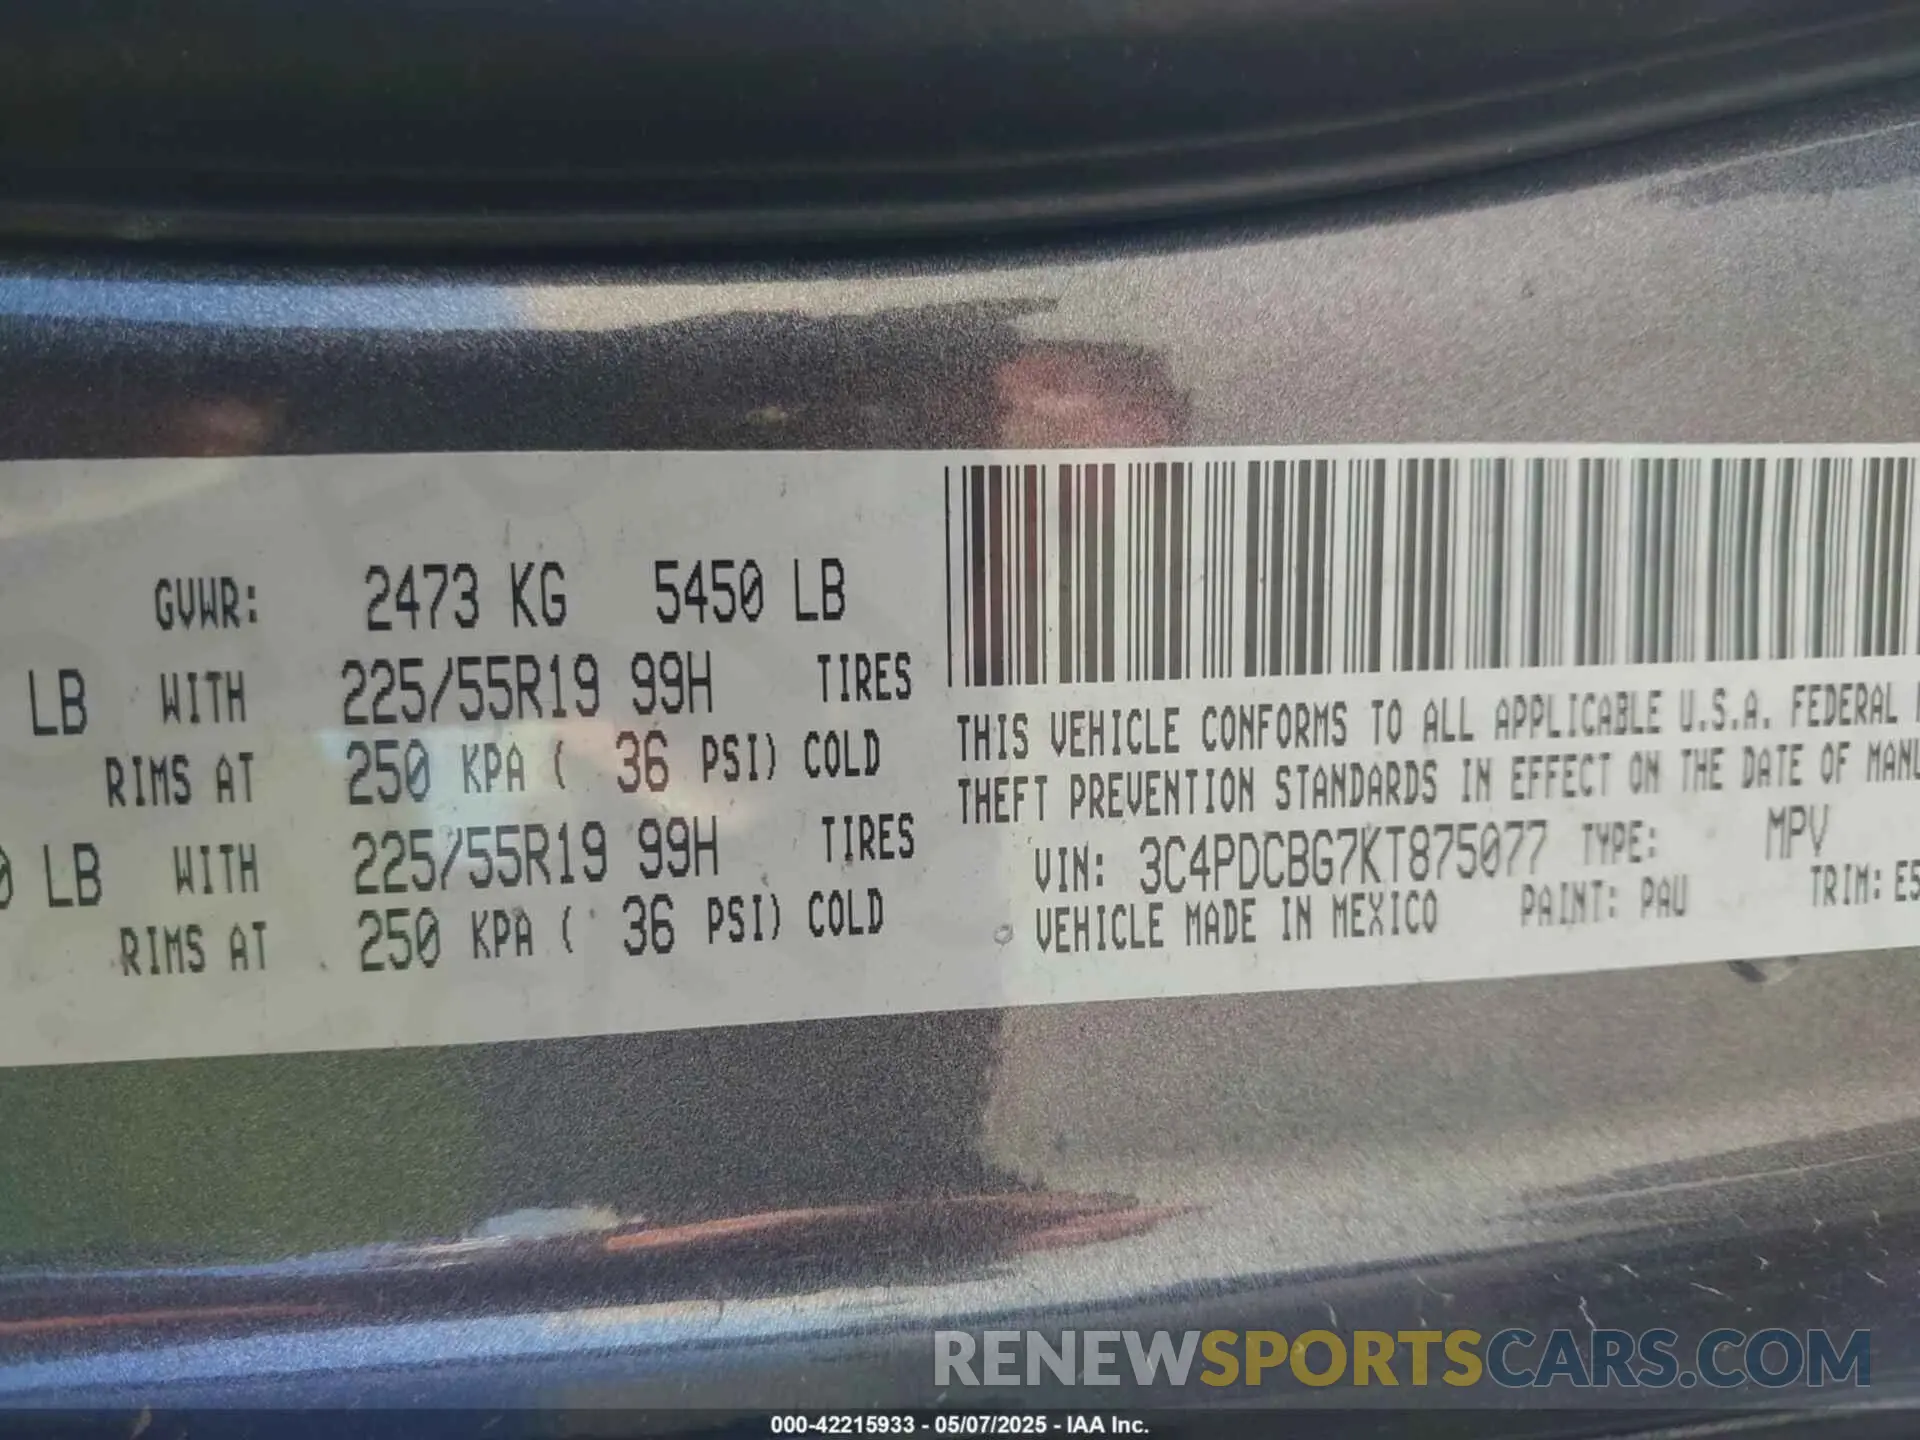 GVWR: 2473 KG 5450 LB
LB WITH 225/55R19 99H TIRES
RIMS AT 250 KPA ( 36 PSI) COLD
0 LB WITH 225/55R19 99H TIRES
RIMS AT 250 KPA ( 36 PSI) COLD
THIS VEHICLE CONFORMS TO ALL APPLICABLE U.S.A. FEDERAL
THEFT PREVENTION STANDARDS IN EFFECT ON THE DATE OF MANU
VIN: 3C4PDCBG7KT875077 TYPE: MPV
VEHICLE MADE IN MEXICO PAINT: PAU TRIM: ES
RENEWSPORTSCARS.COM
000-42215933 - 05/07/2025 - IAA Inc.